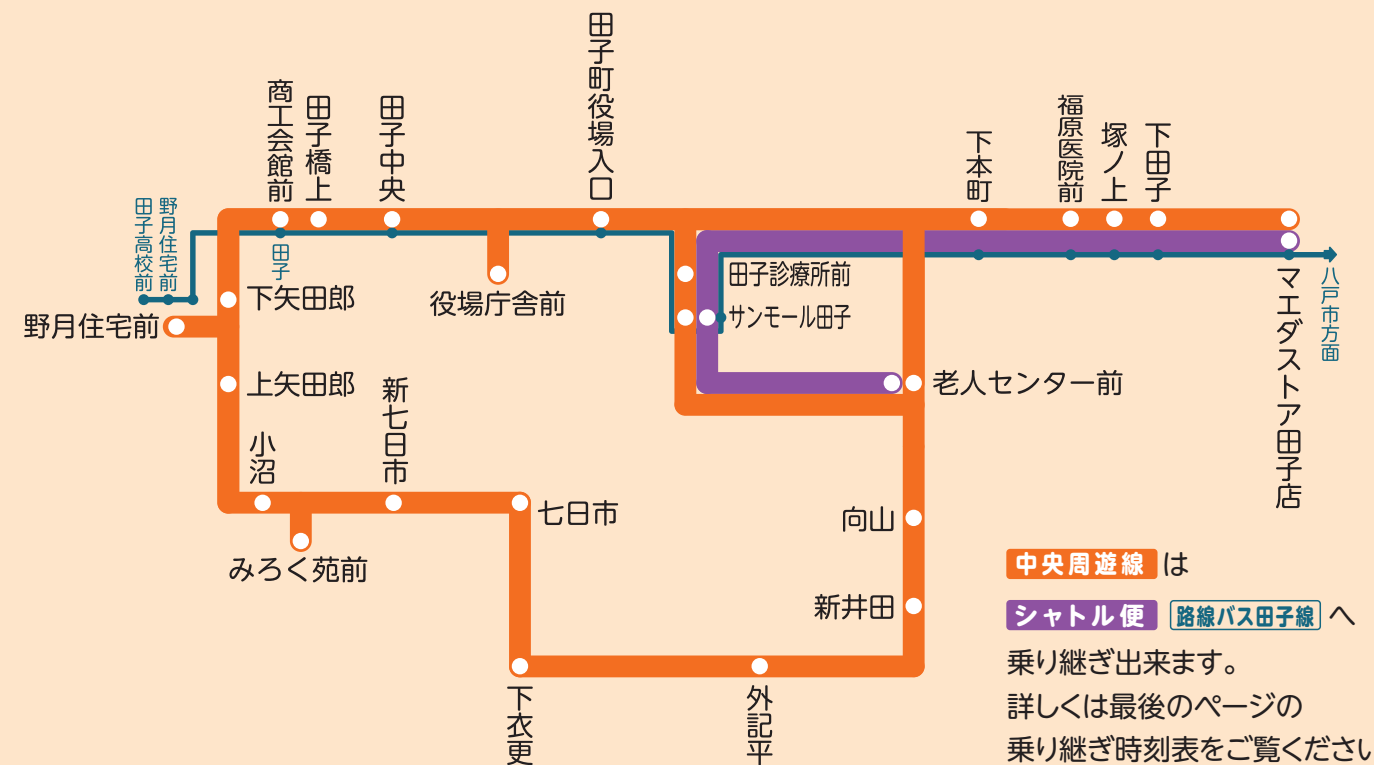 田子町役場入口
商工会館前
田子橋上
田子中央
下本町
福原医院前
塚ノ上
下田子
田子高校前
野月住宅前
田子
下矢田郎
役場庁舎前
田子診療所前
サンモール田子
マエダストア田子店
八戸市方面
野月住宅前
上矢田郎
新七日市
老人センター前
小沼
七日市
向山
みろく苑前
新井田
下衣更
外記平
中央周遊線は
シャトル便 路線バス田子線へ
乗り継ぎ出来ます。
詳しくは最後のページの
乗り継ぎ時刻表をご覧ください